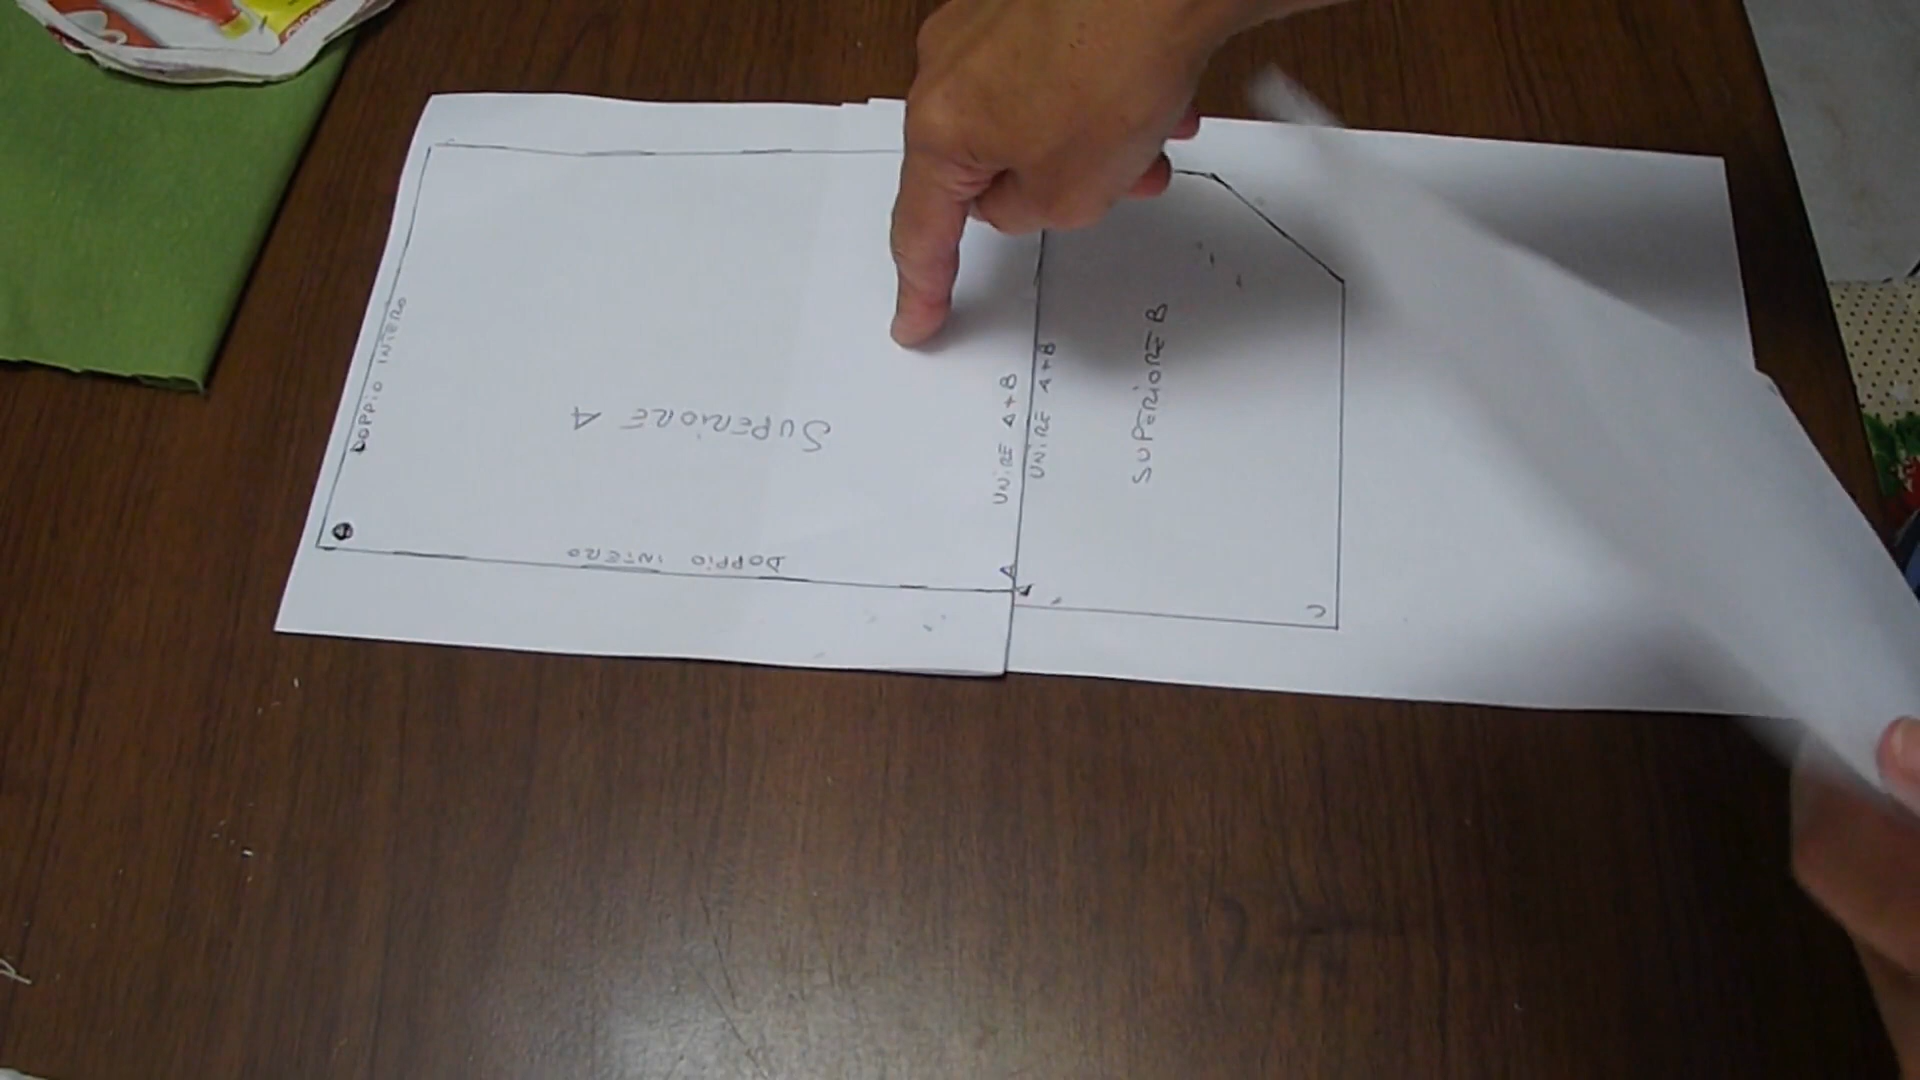 DOPPIO INTERO
SUPERIORE A
DOPPIO INTERO
UNIRE A+B
UNIRE A+B
SUPERIORE B
A
A
C